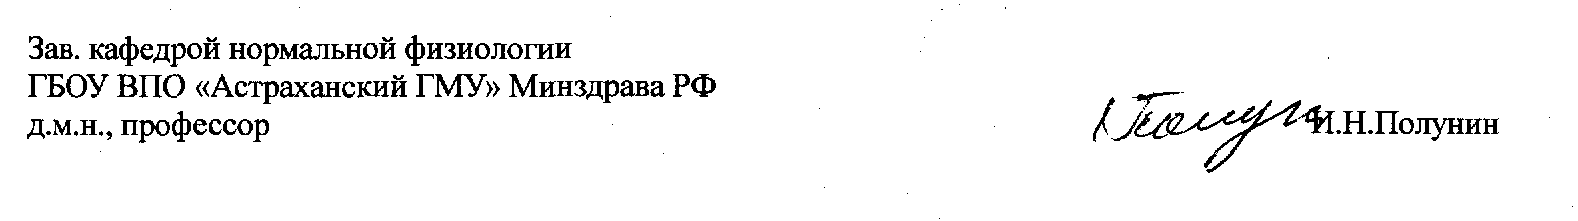 Зав. кафедрой нормальной физиологии
ГБОУ ВПО «Астраханский ГМУ» Минздрава РФ
д.м.н., профессор И.Н.Полунин